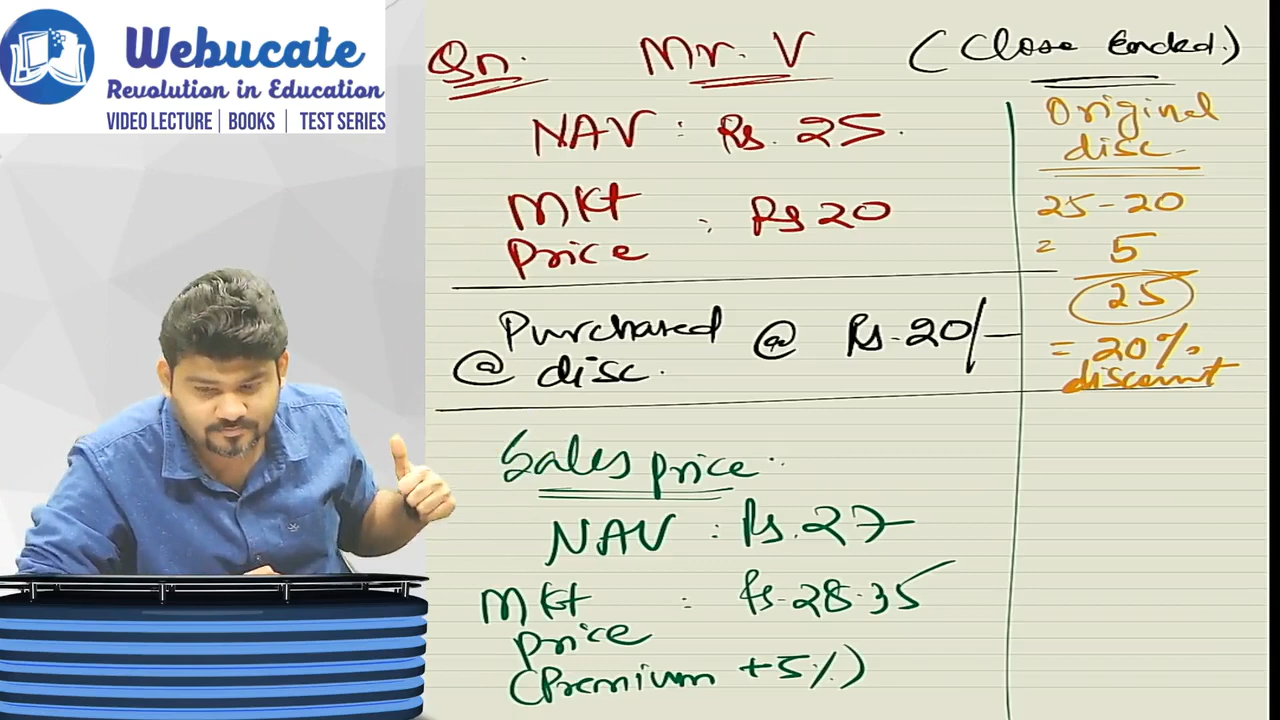 Webucate
Revolution in Education
VIDEO LECTURE | BOOKS | TEST SERIES
Qn. Mr. V (Close Ended.)
NAV : Rs. 25.
Mkt Price : Rs 20
Purchased @ Rs. 20/-
@ disc.
Sales price:
NAV : Rs. 27
Mkt price : Rs. 28.35
(Premium +5%)
Original
disc.
25 - 20
= 5
25
= 20%
discount